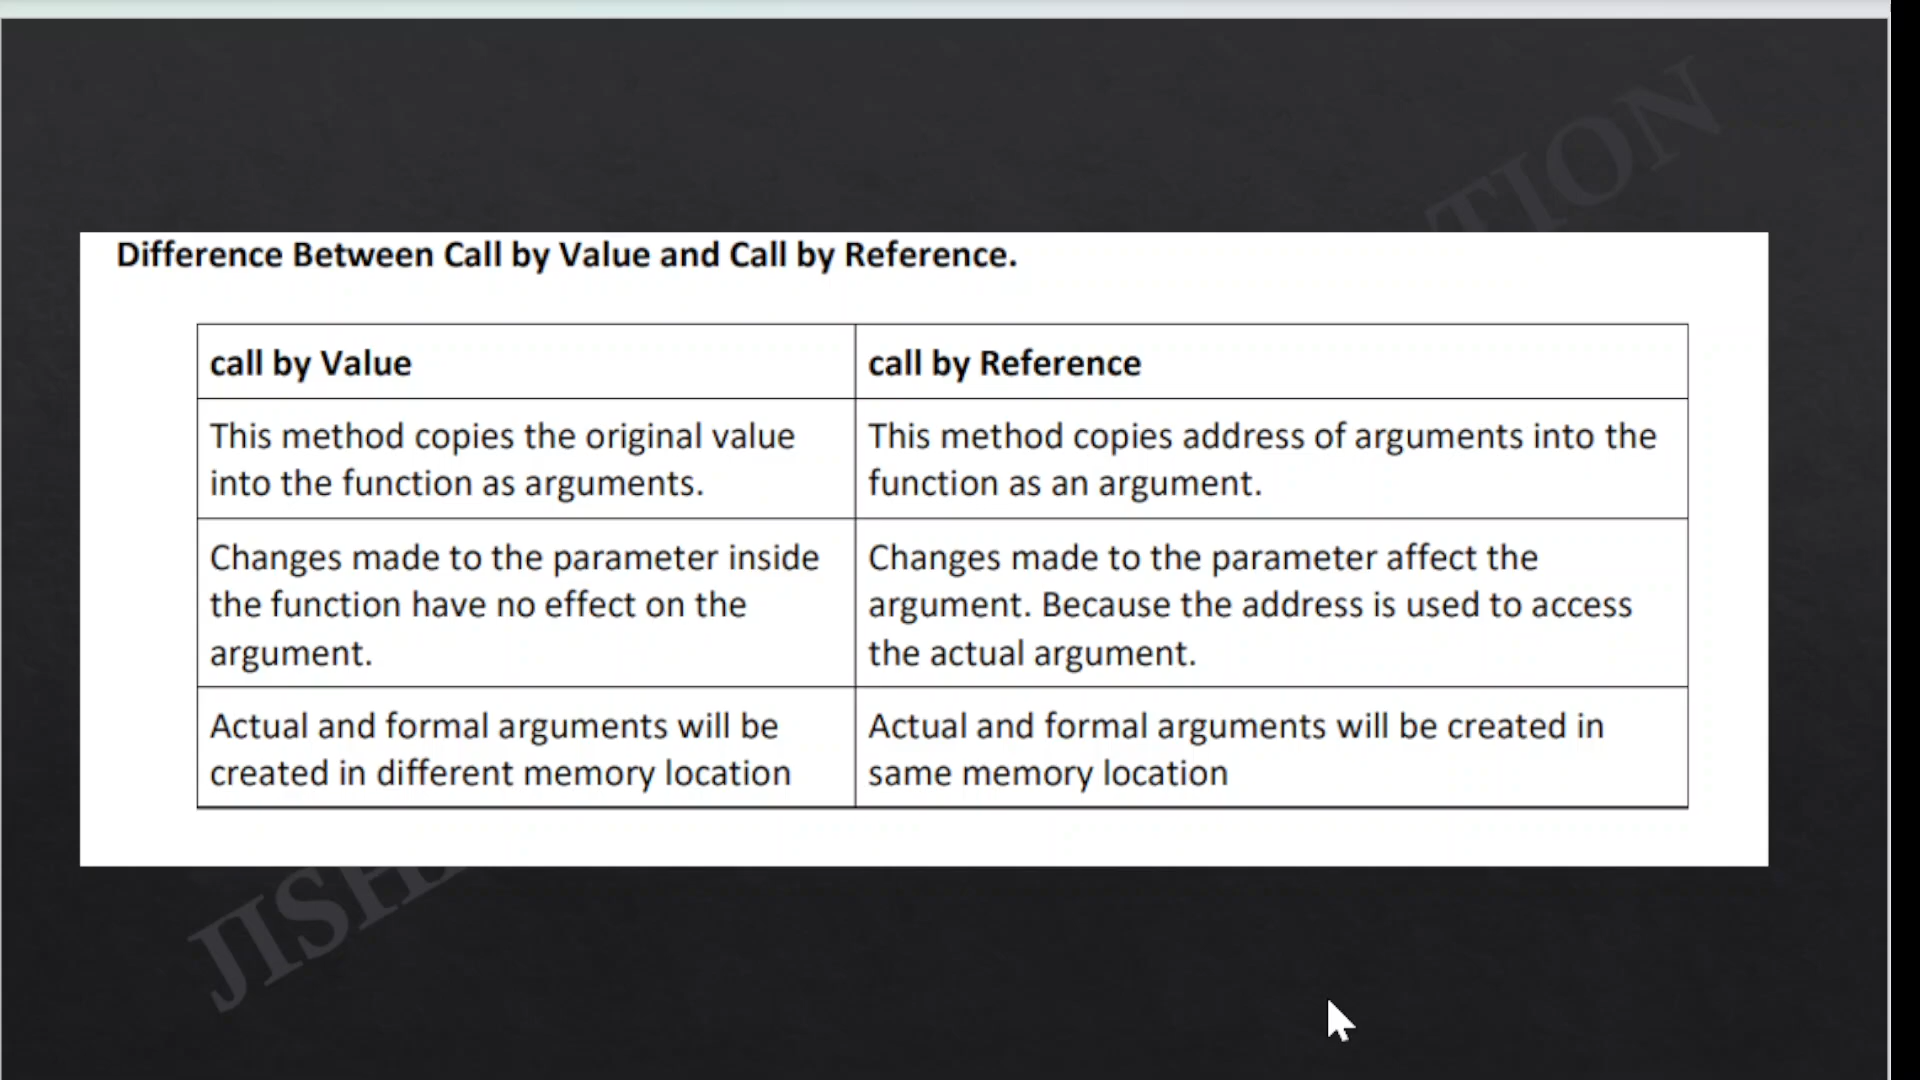 Difference Between Call by Value and Call by Reference.
call by Value
call by Reference
This method copies the original value
into the function as arguments.
This method copies address of arguments into the
function as an argument.
Changes made to the parameter inside
the function have no effect on the
argument.
Changes made to the parameter affect the
argument. Because the address is used to access
the actual argument.
Actual and formal arguments will be
created in different memory location
Actual and formal arguments will be created in
same memory location